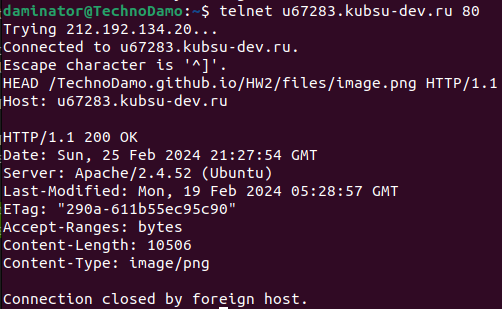 daminator@TechnoDamo:~$ telnet u67283.kubsu-dev.ru 80
Trying 212.192.134.20...
Connected to u67283.kubsu-dev.ru.
Escape character is '^]'.
HEAD /TechnoDamo.github.io/HW2/files/image.png HTTP/1.1
Host: u67283.kubsu-dev.ru

HTTP/1.1 200 OK
Date: Sun, 25 Feb 2024 21:27:54 GMT
Server: Apache/2.4.52 (Ubuntu)
Last-Modified: Mon, 19 Feb 2024 05:28:57 GMT
ETag: "290a-611b55ec95c90"
Accept-Ranges: bytes
Content-Length: 10506
Content-Type: image/png

Connection closed by foreign host.